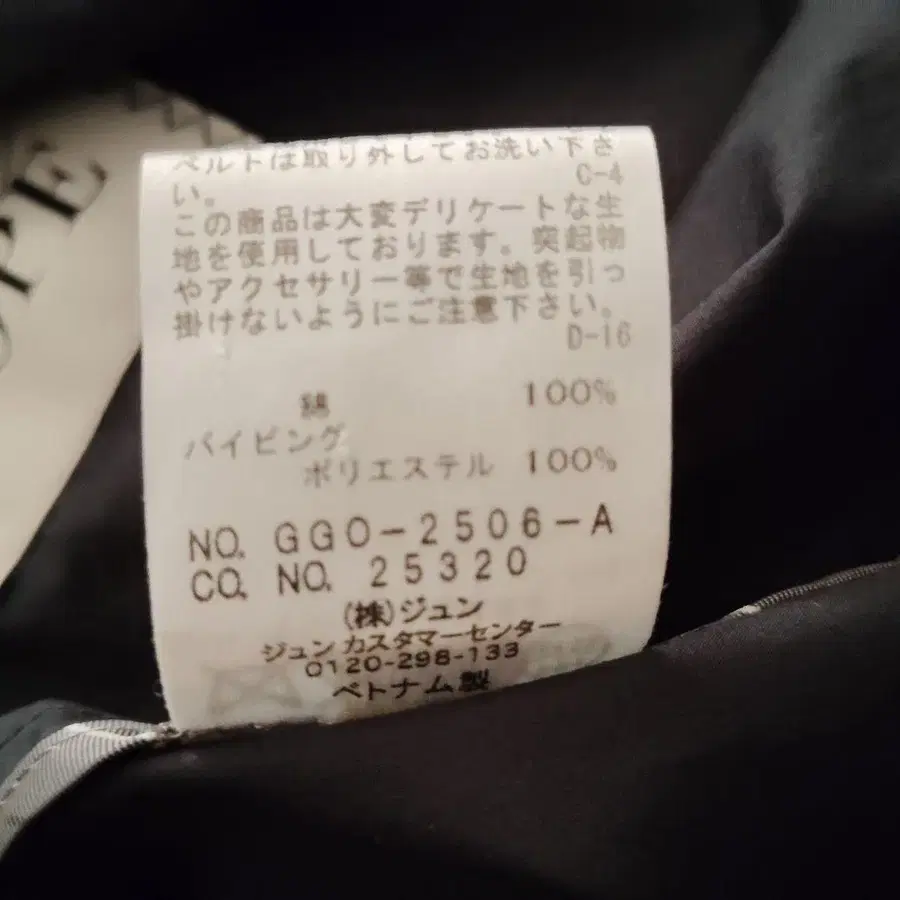 ベルトは取り外してお洗い下さ
い。 C-4
この商品は大変デリケートな生
地を使用しております。突起物
やアクセサリー等で生地を引っ
掛けないようにご注意下さい。
D-16
綿 100%
パイピング
ポリエステル 100%
NO. GGO-2506-A
CO. NO. 25320
(株)ジュン
ジュン カスタマーセンター
0120-298-133
ベトナム製